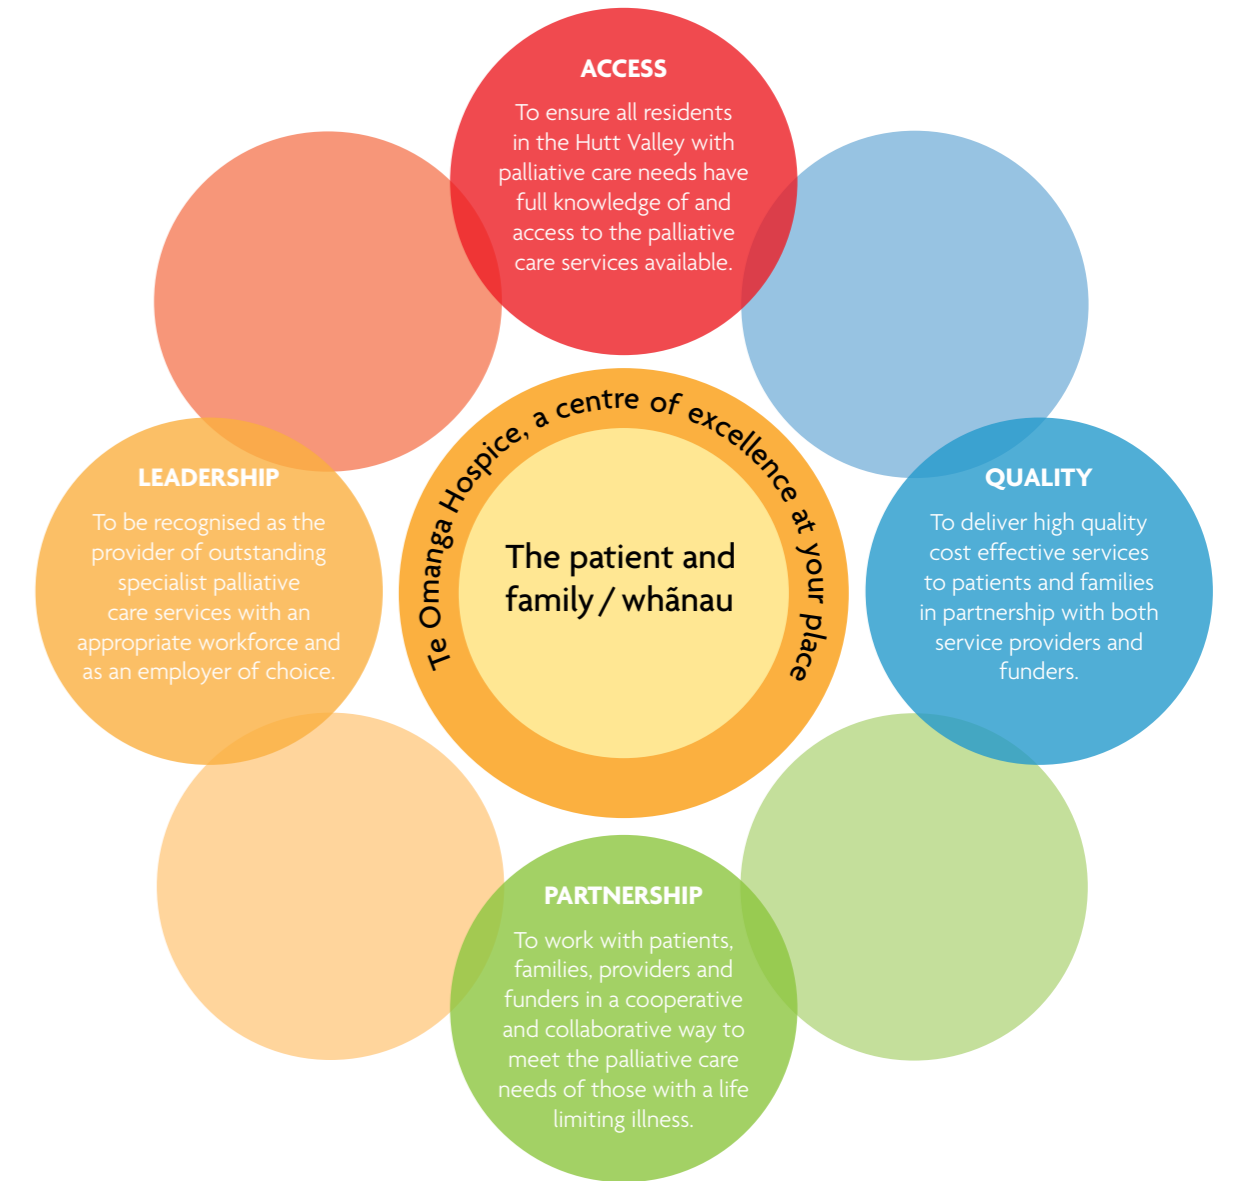 ACCESS
To ensure all residents
in the Hutt Valley with
palliative care needs have
full knowledge of and
access to the palliative
care services available.
Te Omanga Hospice, a centre of excellence at your place
The patient and
family / whãnau
LEADERSHIP
To be recognised as the
provider of outstanding
specialist palliative
care services with an
appropriate workforce and
as an employer of choice.
QUALITY
To deliver high quality
cost effective services
to patients and families
in partnership with both
service providers and
funders.
PARTNERSHIP
To work with patients,
families, providers and
funders in a cooperative
and collaborative way to
meet the palliative care
needs of those with a life
limiting illness.